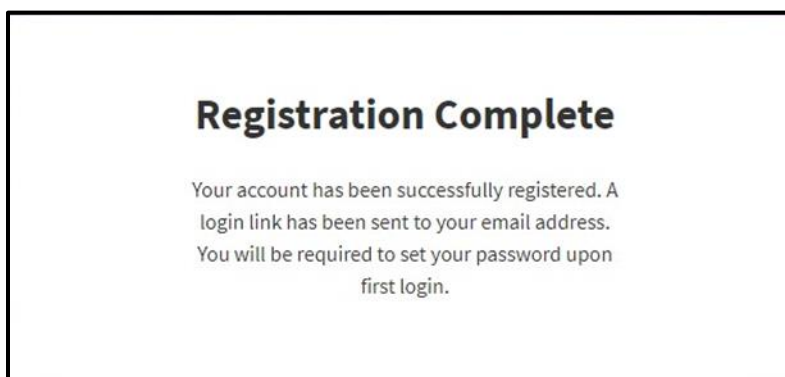 Registration Complete
Your account has been successfully registered. A
login link has been sent to your email address.
You will be required to set your password upon
first login.